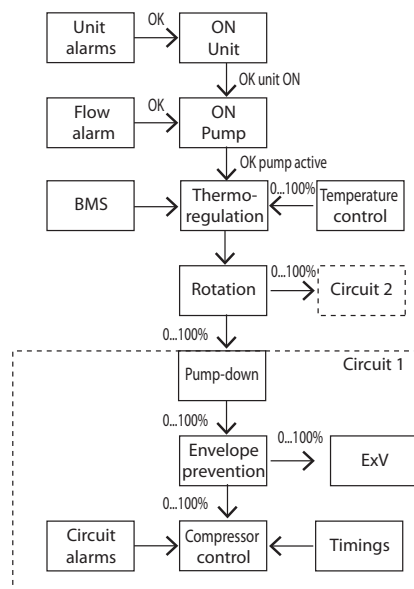 Unit
alarms
OK
ON
Unit
OK unit ON
Flow
alarm
OK
ON
Pump
OK pump active
BMS
Thermo-
regulation
0...100%
Temperature
control
Rotation
0...100%
Circuit 2
0...100%
Circuit 1
Pump-down
0...100%
Envelope
prevention
0...100%
ExV
0...100%
Circuit
alarms
Compressor
control
Timings